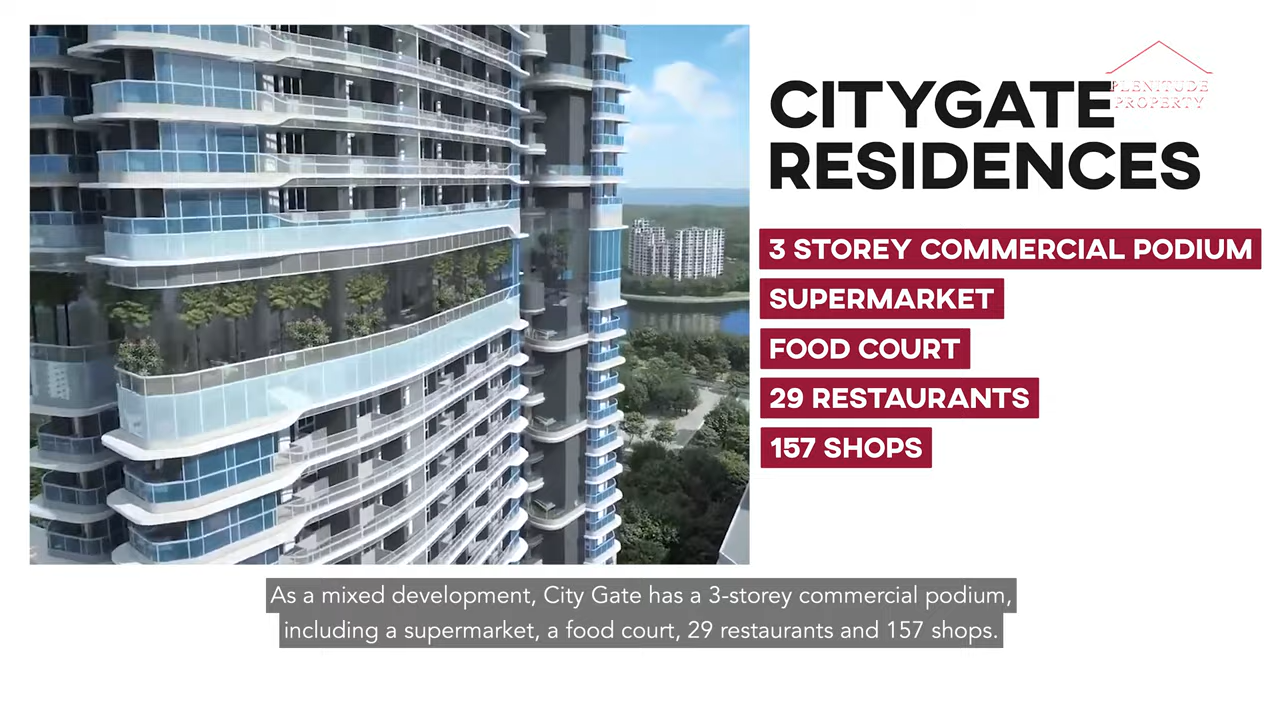 CITYGATE
RESIDENCES
PLENITUDE
PROPERTY
3 STOREY COMMERCIAL PODIUM
SUPERMARKET
FOOD COURT
29 RESTAURANTS
157 SHOPS
As a mixed development, City Gate has a 3-storey commercial podium,
including a supermarket, a food court, 29 restaurants and 157 shops.